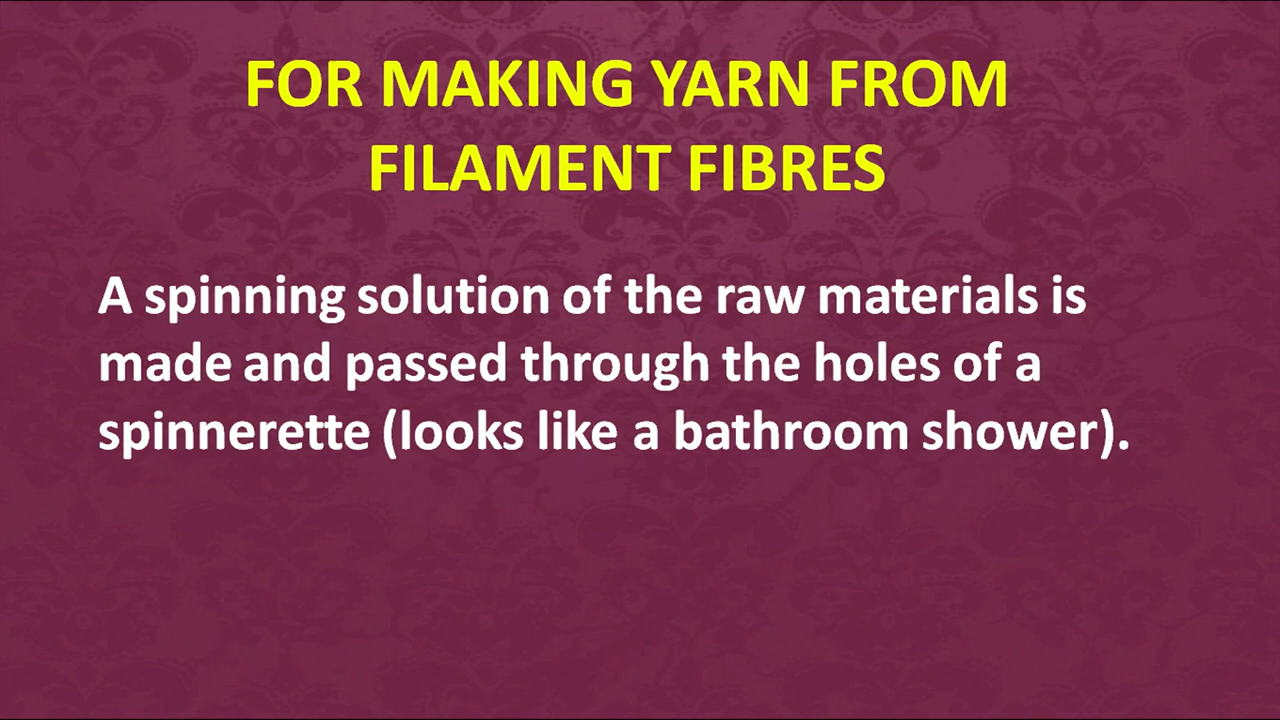 FOR MAKING YARN FROM
FILAMENT FIBRES
A spinning solution of the raw materials is
made and passed through the holes of a
spinnerette (looks like a bathroom shower).